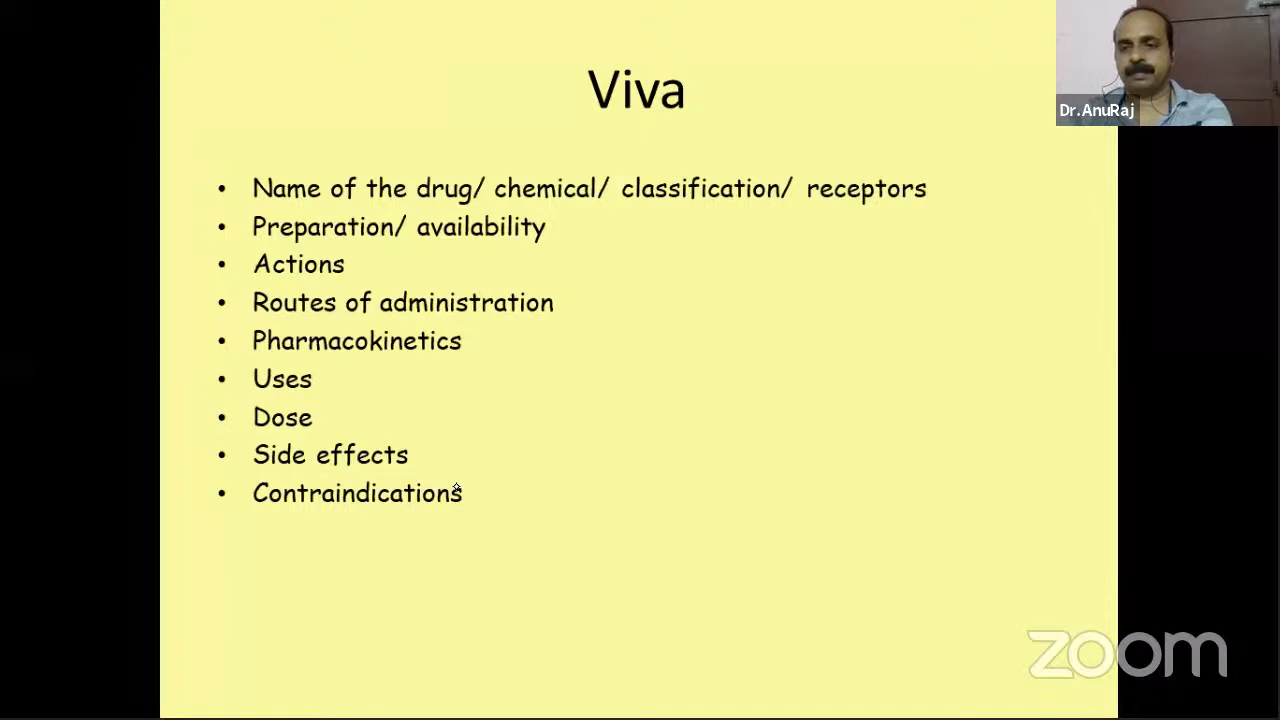 Viva
Dr.AnuRaj
• Name of the drug/ chemical/ classification/ receptors
• Preparation/ availability
• Actions
• Routes of administration
• Pharmacokinetics
• Uses
• Dose
• Side effects
• Contraindications
zoom